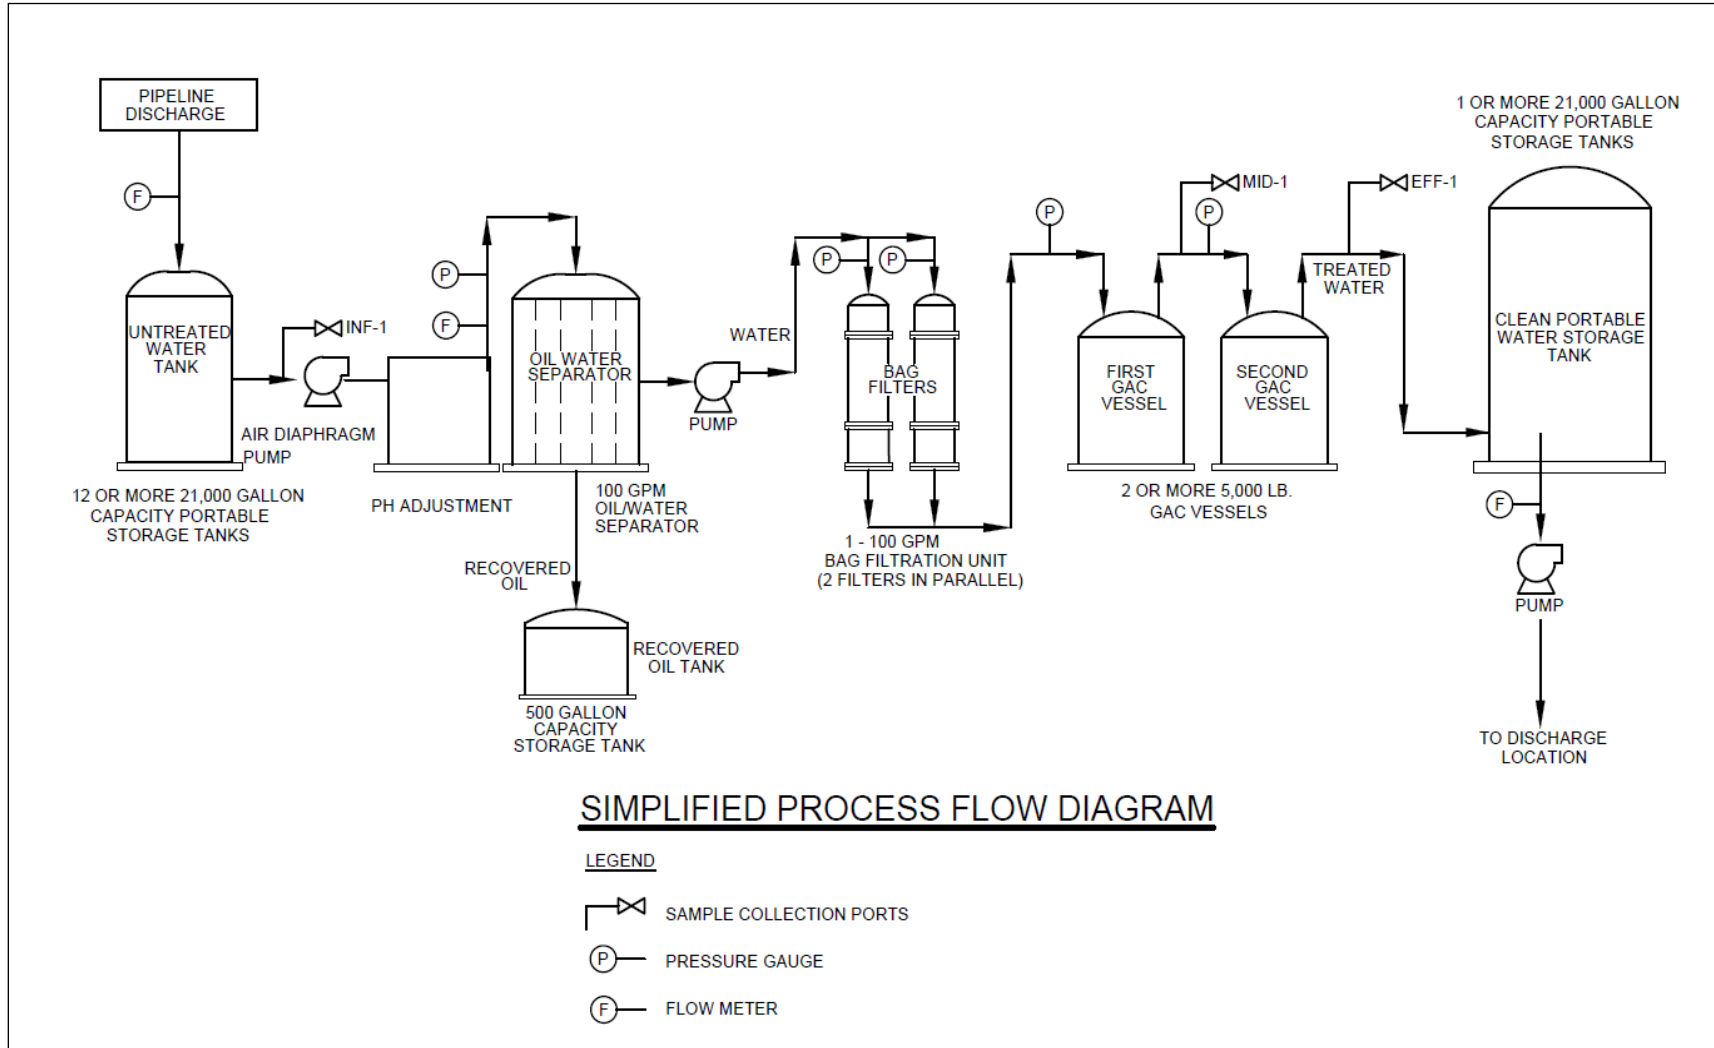 PIPELINE
DISCHARGE
F
UNTREATED
WATER
TANK
INF-1
AIR DIAPHRAGM
PUMP
12 OR MORE 21,000 GALLON
CAPACITY PORTABLE
STORAGE TANKS
P
F
PH ADJUSTMENT
OIL WATER
SEPARATOR
100 GPM
OIL/WATER
SEPARATOR
RECOVERED
OIL
RECOVERED
OIL TANK
500 GALLON
CAPACITY
STORAGE TANK
PUMP
WATER
P
P
BAG
FILTERS
1 - 100 GPM
BAG FILTRATION UNIT
(2 FILTERS IN PARALLEL)
P
FIRST
GAC
VESSEL
MID-1
P
SECOND
GAC
VESSEL
2 OR MORE 5,000 LB.
GAC VESSELS
EFF-1
TREATED
WATER
1 OR MORE 21,000 GALLON
CAPACITY PORTABLE
STORAGE TANKS
CLEAN PORTABLE
WATER STORAGE
TANK
F
PUMP
TO DISCHARGE
LOCATION
SIMPLIFIED PROCESS FLOW DIAGRAM
LEGEND
SAMPLE COLLECTION PORTS
P PRESSURE GAUGE
F FLOW METER